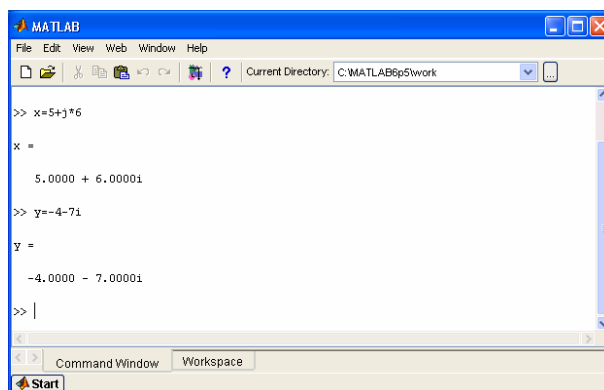 MATLAB
File Edit View Web Window Help
? Current Directory: C:\MATLAB6p5\work ...
>> x=5+j*6
x =
5.0000 + 6.0000i
>> y=-4-7i
y =
-4.0000 - 7.0000i
>>
Command Window Workspace
Start